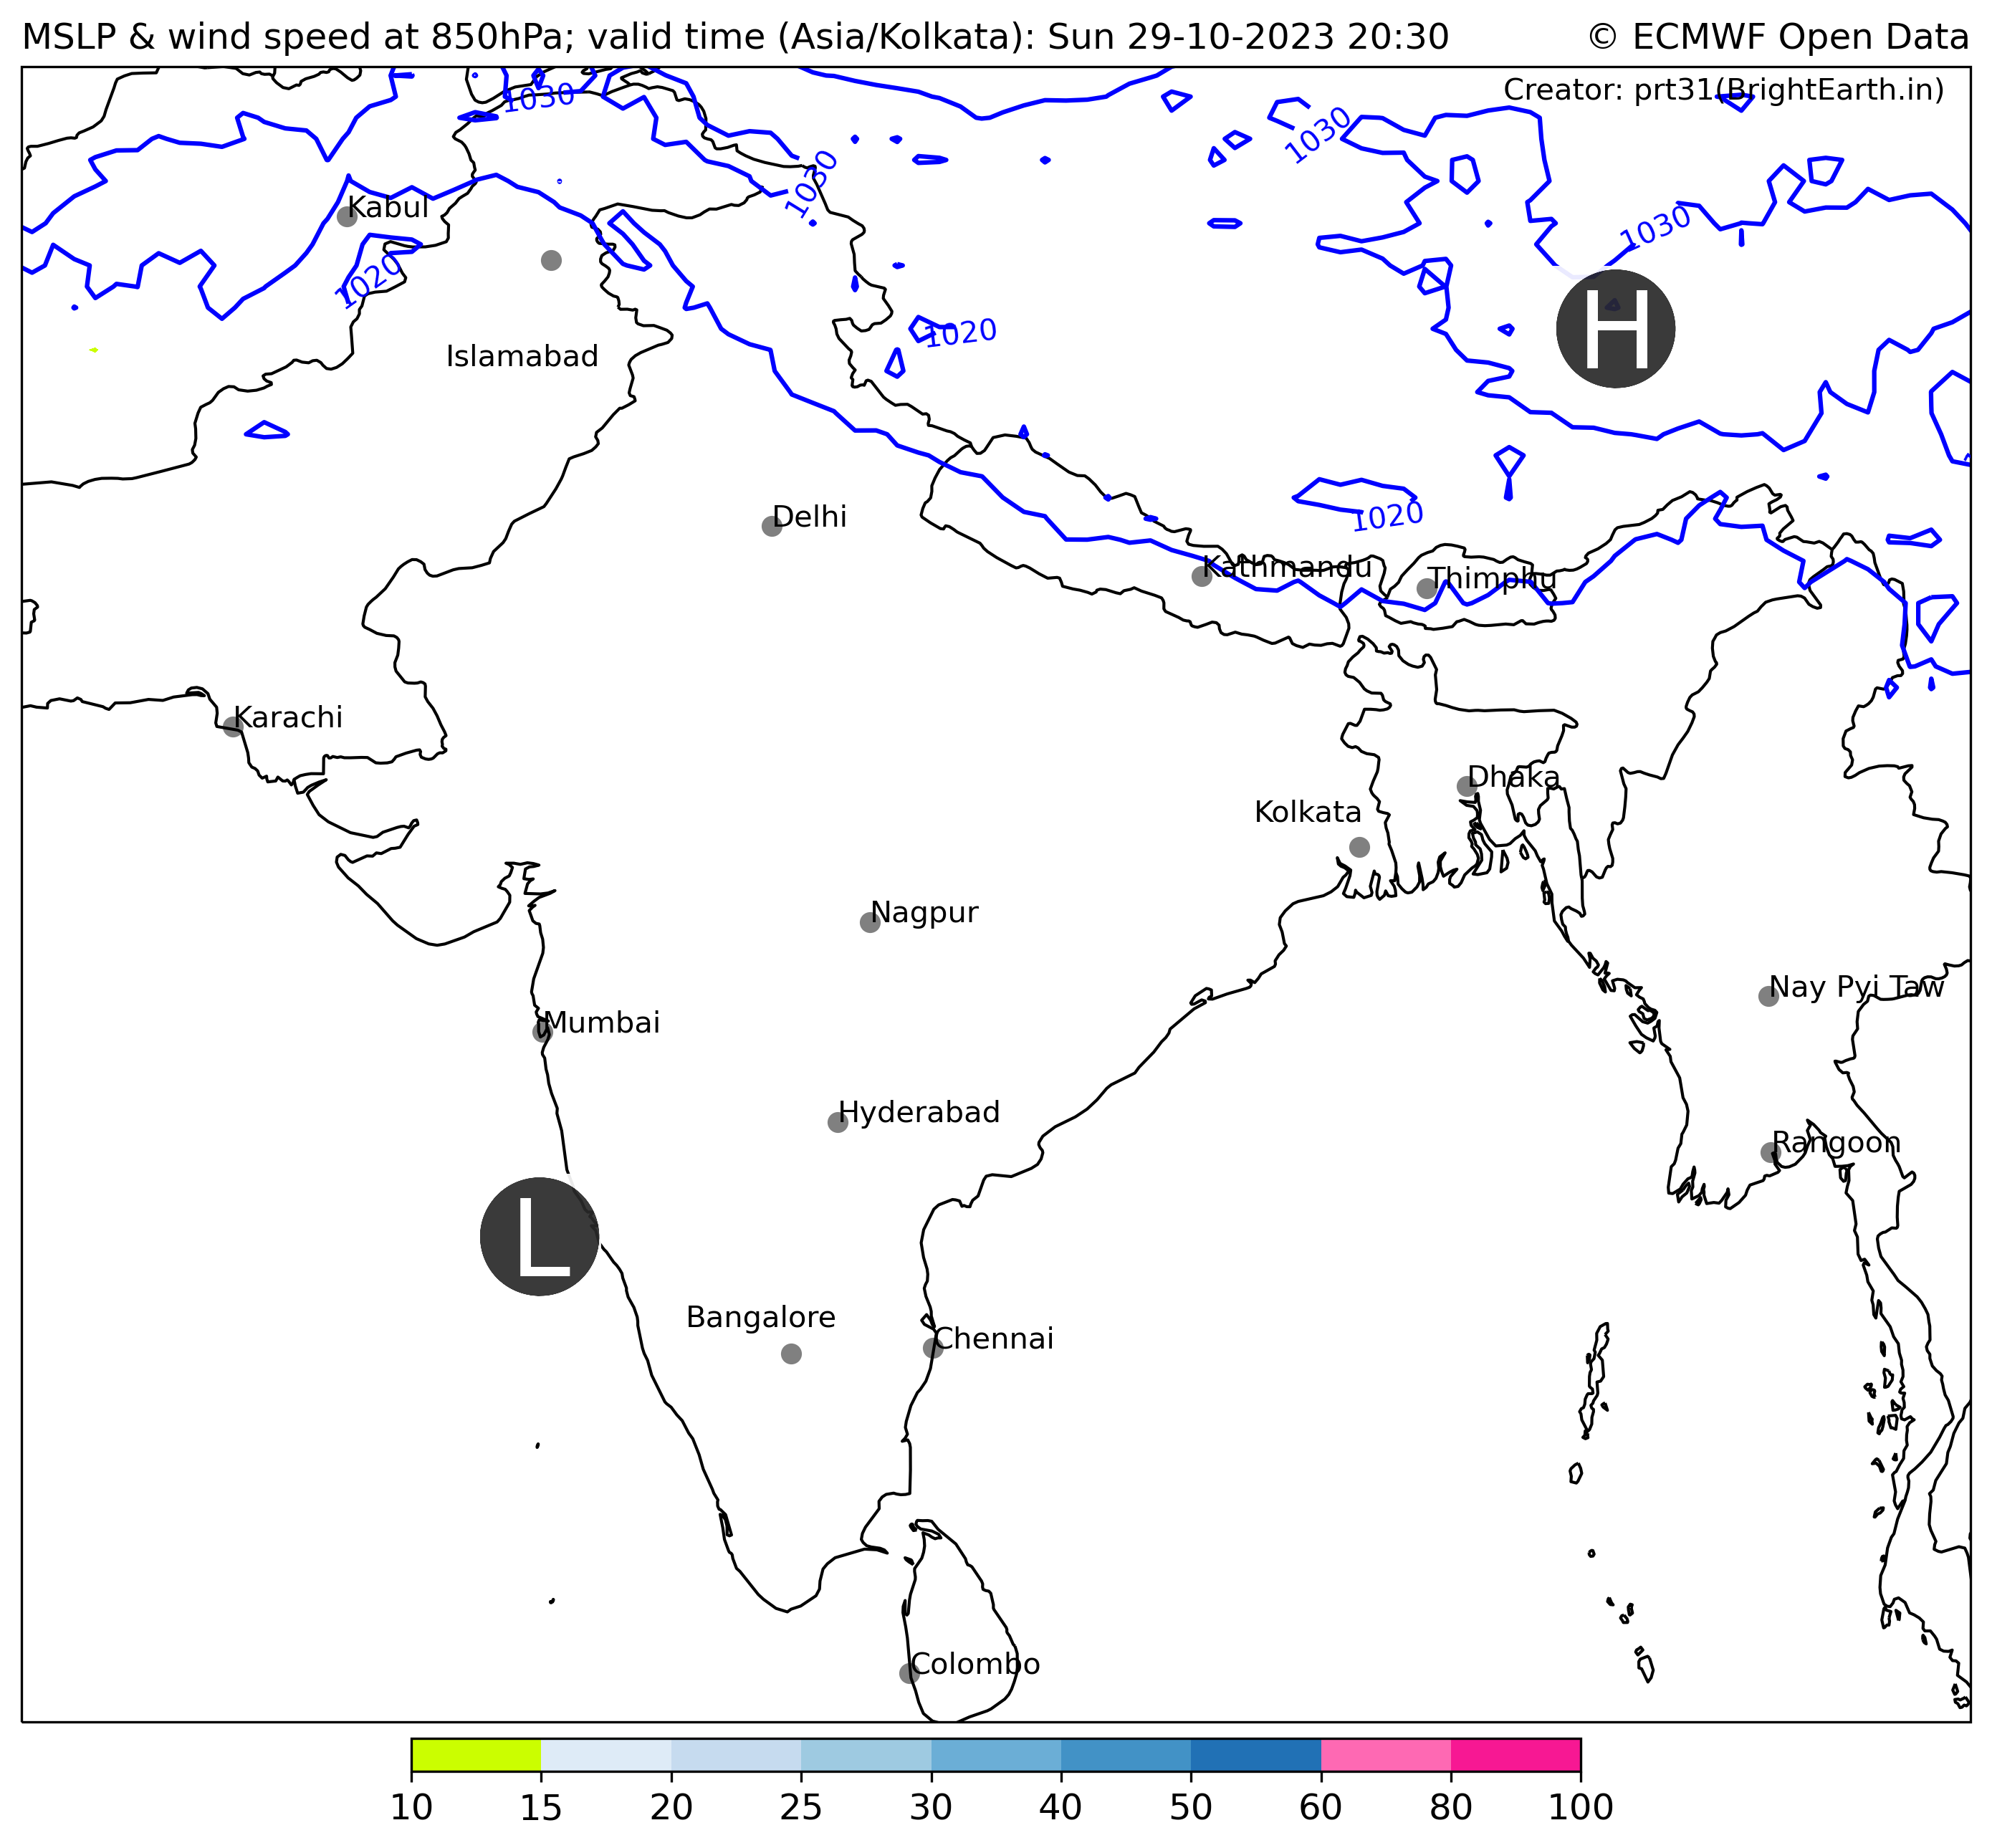 MSLP & wind speed at 850hPa; valid time (Asia/Kolkata): Sun 29-10-2023 20:30
© ECMWF Open Data
Creator: prt31(BrightEarth.in)
1030
1030
1030
1030
Kabul
1020
1020
H
Islamabad
Delhi
1020
Kathmandu
Thimphu
Karachi
Dhaka
Kolkata
Nagpur
Nay Pyi Taw
Mumbai
Hyderabad
Rangoon
L
Bangalore
Chennai
Colombo
10 15 20 25 30 40 50 60 80 100